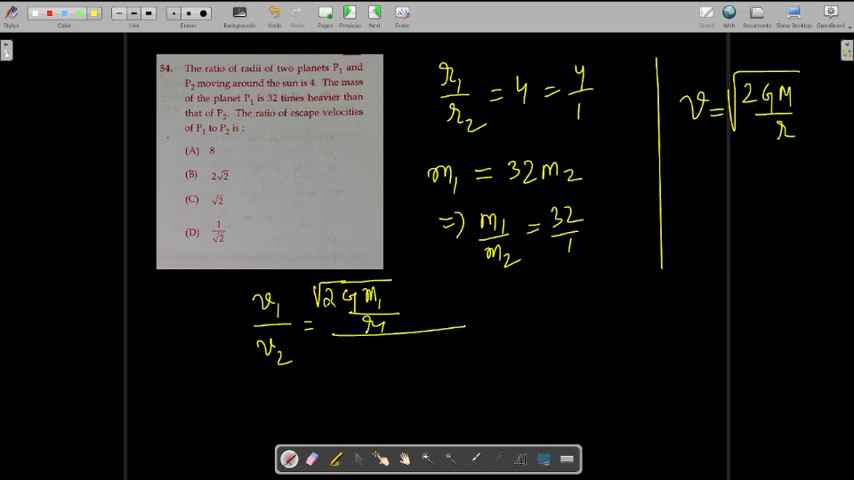 Stylus
Color
Line
Eraser
Backgrounds
Undo
Redo
Pages
Previous
Next
Frame
Board
Web
Documents
Show Desktop
OpenBoard
54. The ratio of radii of two planets P₁ and
P₂ moving around the sun is 4. The mass
of the planet P₁ is 32 times heavier than
that of P₂. The ratio of escape velocities
of P₁ to P₂ is :
(A) 8
(B) 2√2
(C) √2
(D) 1/√2
r₁/r₂ = 4 = 4/1
m₁ = 32m₂
=) m₁/m₂ = 32/1
v = √(2GM/r)
v₁/v₂ = √(2Gm₁/r₁)